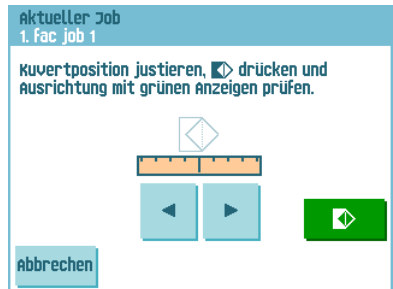 Aktueller Job
1. Fac job 1
Kuvertposition justieren, drücken und
Ausrichtung mit grünen Anzeigen prüfen.
Abbrechen